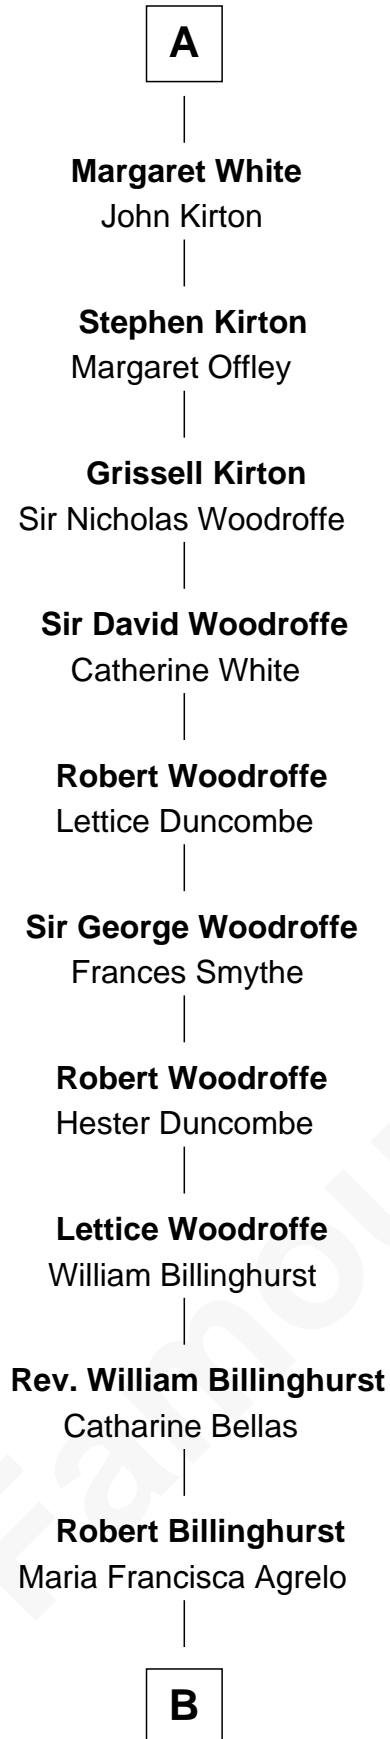 A
Margaret White
John Kirton
Stephen Kirton
Margaret Offley
Grissell Kirton
Sir Nicholas Woodroffe
Sir David Woodroffe
Catherine White
Robert Woodroffe
Lettice Duncombe
Sir George Woodroffe
Frances Smythe
Robert Woodroffe
Hester Duncombe
Lettice Woodroffe
William Billinghurst
Rev. William Billinghurst
Catharine Bellas
Robert Billinghurst
Maria Francisca Agrelo
B